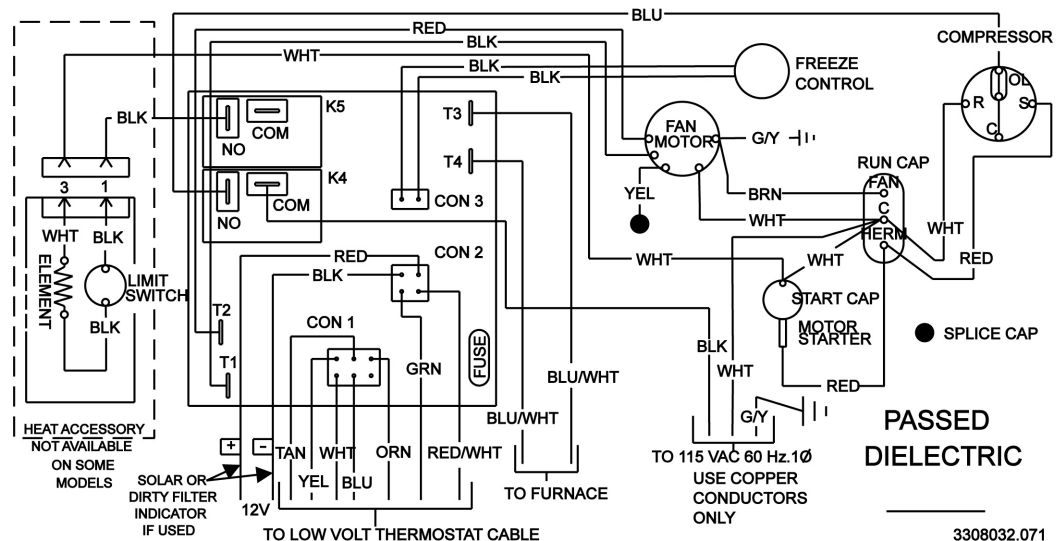 BLU
RED
BLK
WHT
BLK
BLK
FREEZE
CONTROL
COMPRESSOR
OL
R
S
C
BLK
K5
COM
NO
K4
COM
NO
T3
T4
CON 3
FAN
MOTOR
G/Y
YEL
BRN
WHT
RUN CAP
FAN
C
HERM
WHT
RED
WHT
WHT
3
1
WHT
BLK
ELEMENT
LIMIT
SWITCH
BLK
RED
BLK
CON 2
T2
T1
CON 1
GRN
FUSE
START CAP
MOTOR
STARTER
SPLICE CAP
BLK
WHT
RED
G/Y
BLU/WHT
BLU/WHT
HEAT ACCESSORY
NOT AVAILABLE
ON SOME
MODELS
+
−
TAN
WHT
ORN
RED/WHT
YEL
BLU
SOLAR OR
DIRTY FILTER
INDICATOR
IF USED
12V
TO LOW VOLT THERMOSTAT CABLE
TO FURNACE
TO 115 VAC 60 Hz.1Ø
USE COPPER
CONDUCTORS
ONLY
PASSED
DIELECTRIC
3308032.071